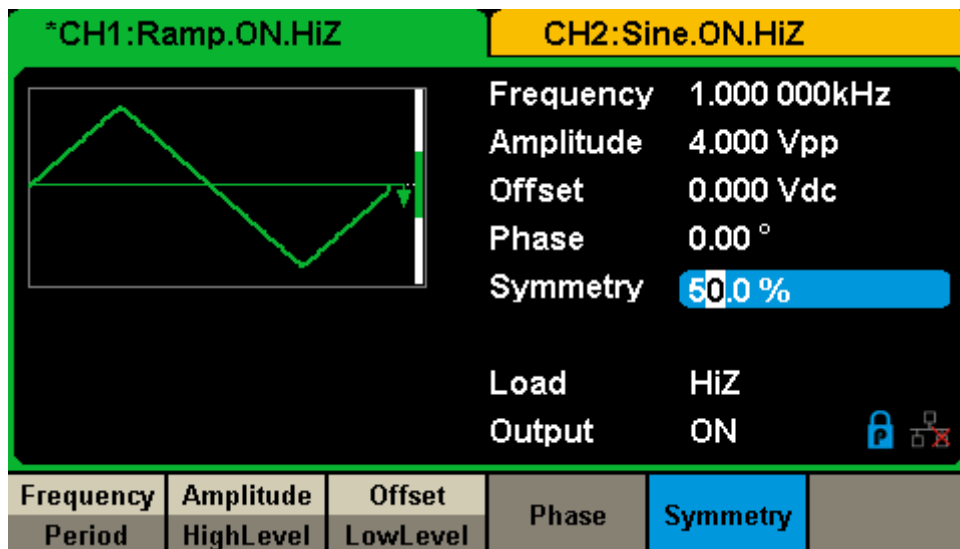 *CH1:Ramp.ON.HiZ
CH2:Sine.ON.HiZ
Frequency 1.000 000kHz
Amplitude 4.000 Vpp
Offset 0.000 Vdc
Phase 0.00 °
Symmetry 50.0 %
Load HiZ
Output ON
P
Frequency Amplitude Offset Phase Symmetry
Period HighLevel LowLevel